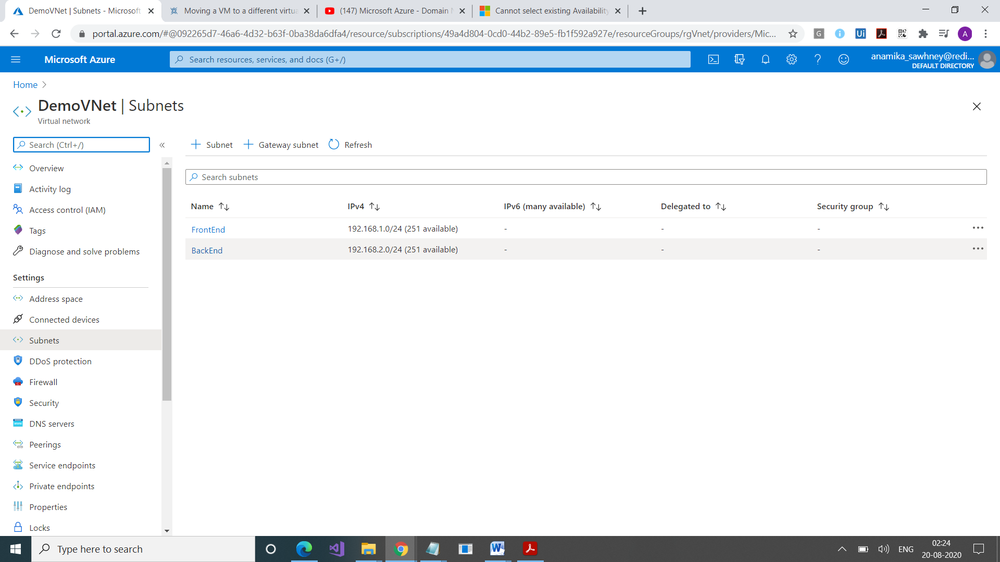 DemoVNet | Subnets - Microsoft
Moving a VM to a different virtua
(147) Microsoft Azure - Domain
Cannot select existing Availability
portal.azure.com/#@092265d7-46a6-4d32-b63f-0ba38da6dfa4/resource/subscriptions/49a4d804-0cd0-44b2-89e5-fb1f592a927e/resourceGroups/rgVnet/providers/Mic...
G
Ui
A
Microsoft Azure
Search resources, services, and docs (G+/)
anamika_sawhney@redi...
DEFAULT DIRECTORY
Home
DemoVNet | Subnets
Virtual network
Search (Ctrl+/)
Subnet
Gateway subnet
Refresh
Overview
Activity log
Access control (IAM)
Tags
Diagnose and solve problems
Settings
Address space
Connected devices
Subnets
DDoS protection
Firewall
Security
DNS servers
Peerings
Service endpoints
Private endpoints
Properties
Locks
Search subnets
Name IPv4 IPv6 (many available) Delegated to Security group
FrontEnd 192.168.1.0/24 (251 available) - - -
BackEnd 192.168.2.0/24 (251 available) - - -
Type here to search
ENG
02:24
20-08-2020